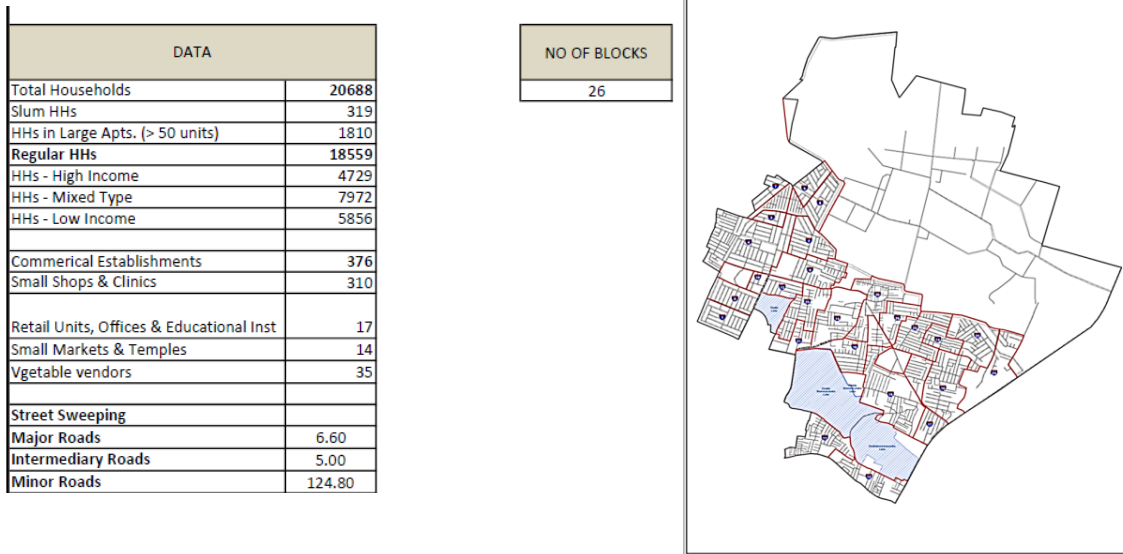 DATA
Total Households 20688
Slum HHs 319
HHs in Large Apts. (> 50 units) 1810
Regular HHs 18559
HHs - High Income 4729
HHs - Mixed Type 7972
HHs - Low Income 5856
Commerical Establishments 376
Small Shops & Clinics 310
Retail Units, Offices & Educational Inst 17
Small Markets & Temples 14
Vgetable vendors 35
Street Sweeping
Major Roads 6.60
Intermediary Roads 5.00
Minor Roads 124.80
NO OF BLOCKS
26